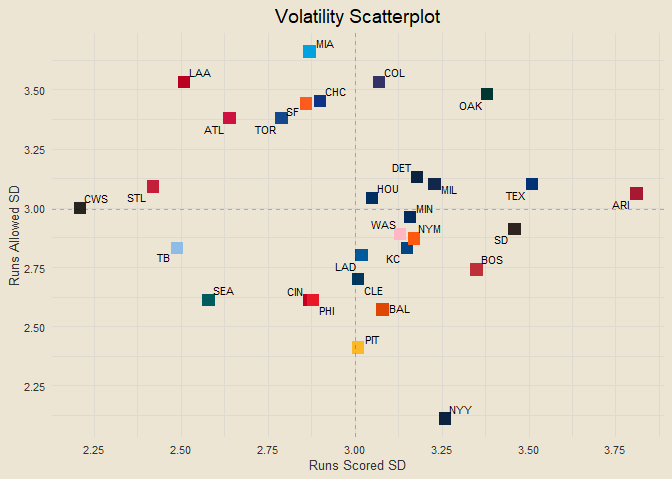 Volatility Scatterplot
MIA
LAA
COL
CHC
OAK
SF
ATL
TOR
DET
HOU
MIL
STL
TEX
CWS
ARI
MIN
WAS
NYM
SD
TB
KC
LAD
BOS
SEA
CIN
CLE
PHI
BAL
PIT
NYY
3.50
3.25
3.00
2.75
2.50
2.25
Runs Allowed SD
2.25
2.50
2.75
3.00
3.25
3.50
3.75
Runs Scored SD